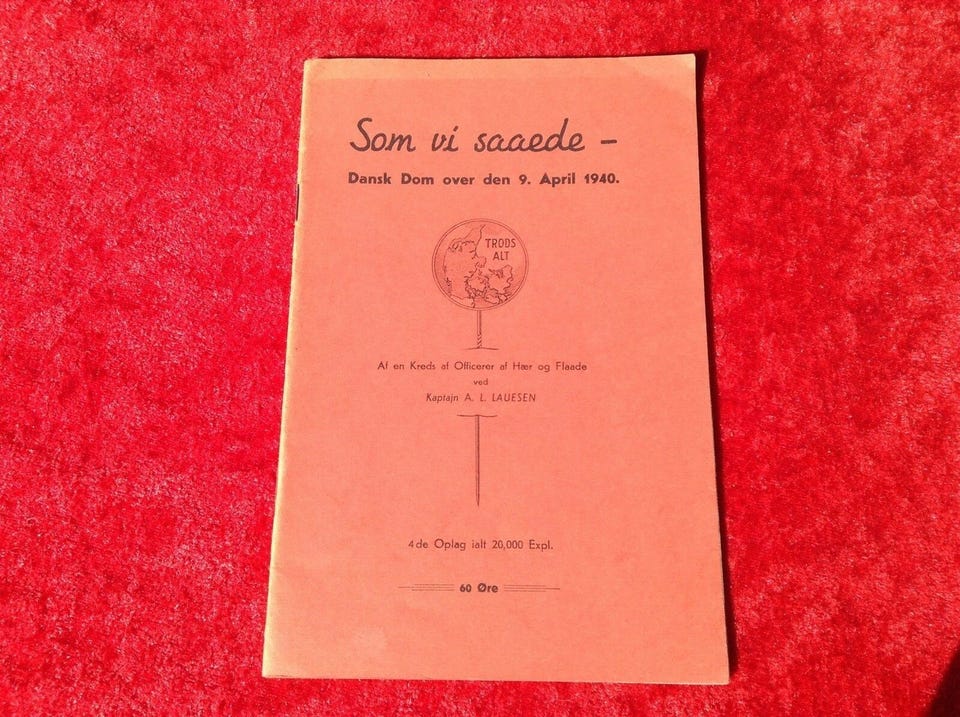 Som vi saaede –
Dansk Dom over den 9. April 1940.
TRODS
ALT
Af en Kreds af Officerer af Hær og Flaade
ved
Kaptajn A. L. LAUESEN
4de Oplag ialt 20,000 Expl.
60 Øre